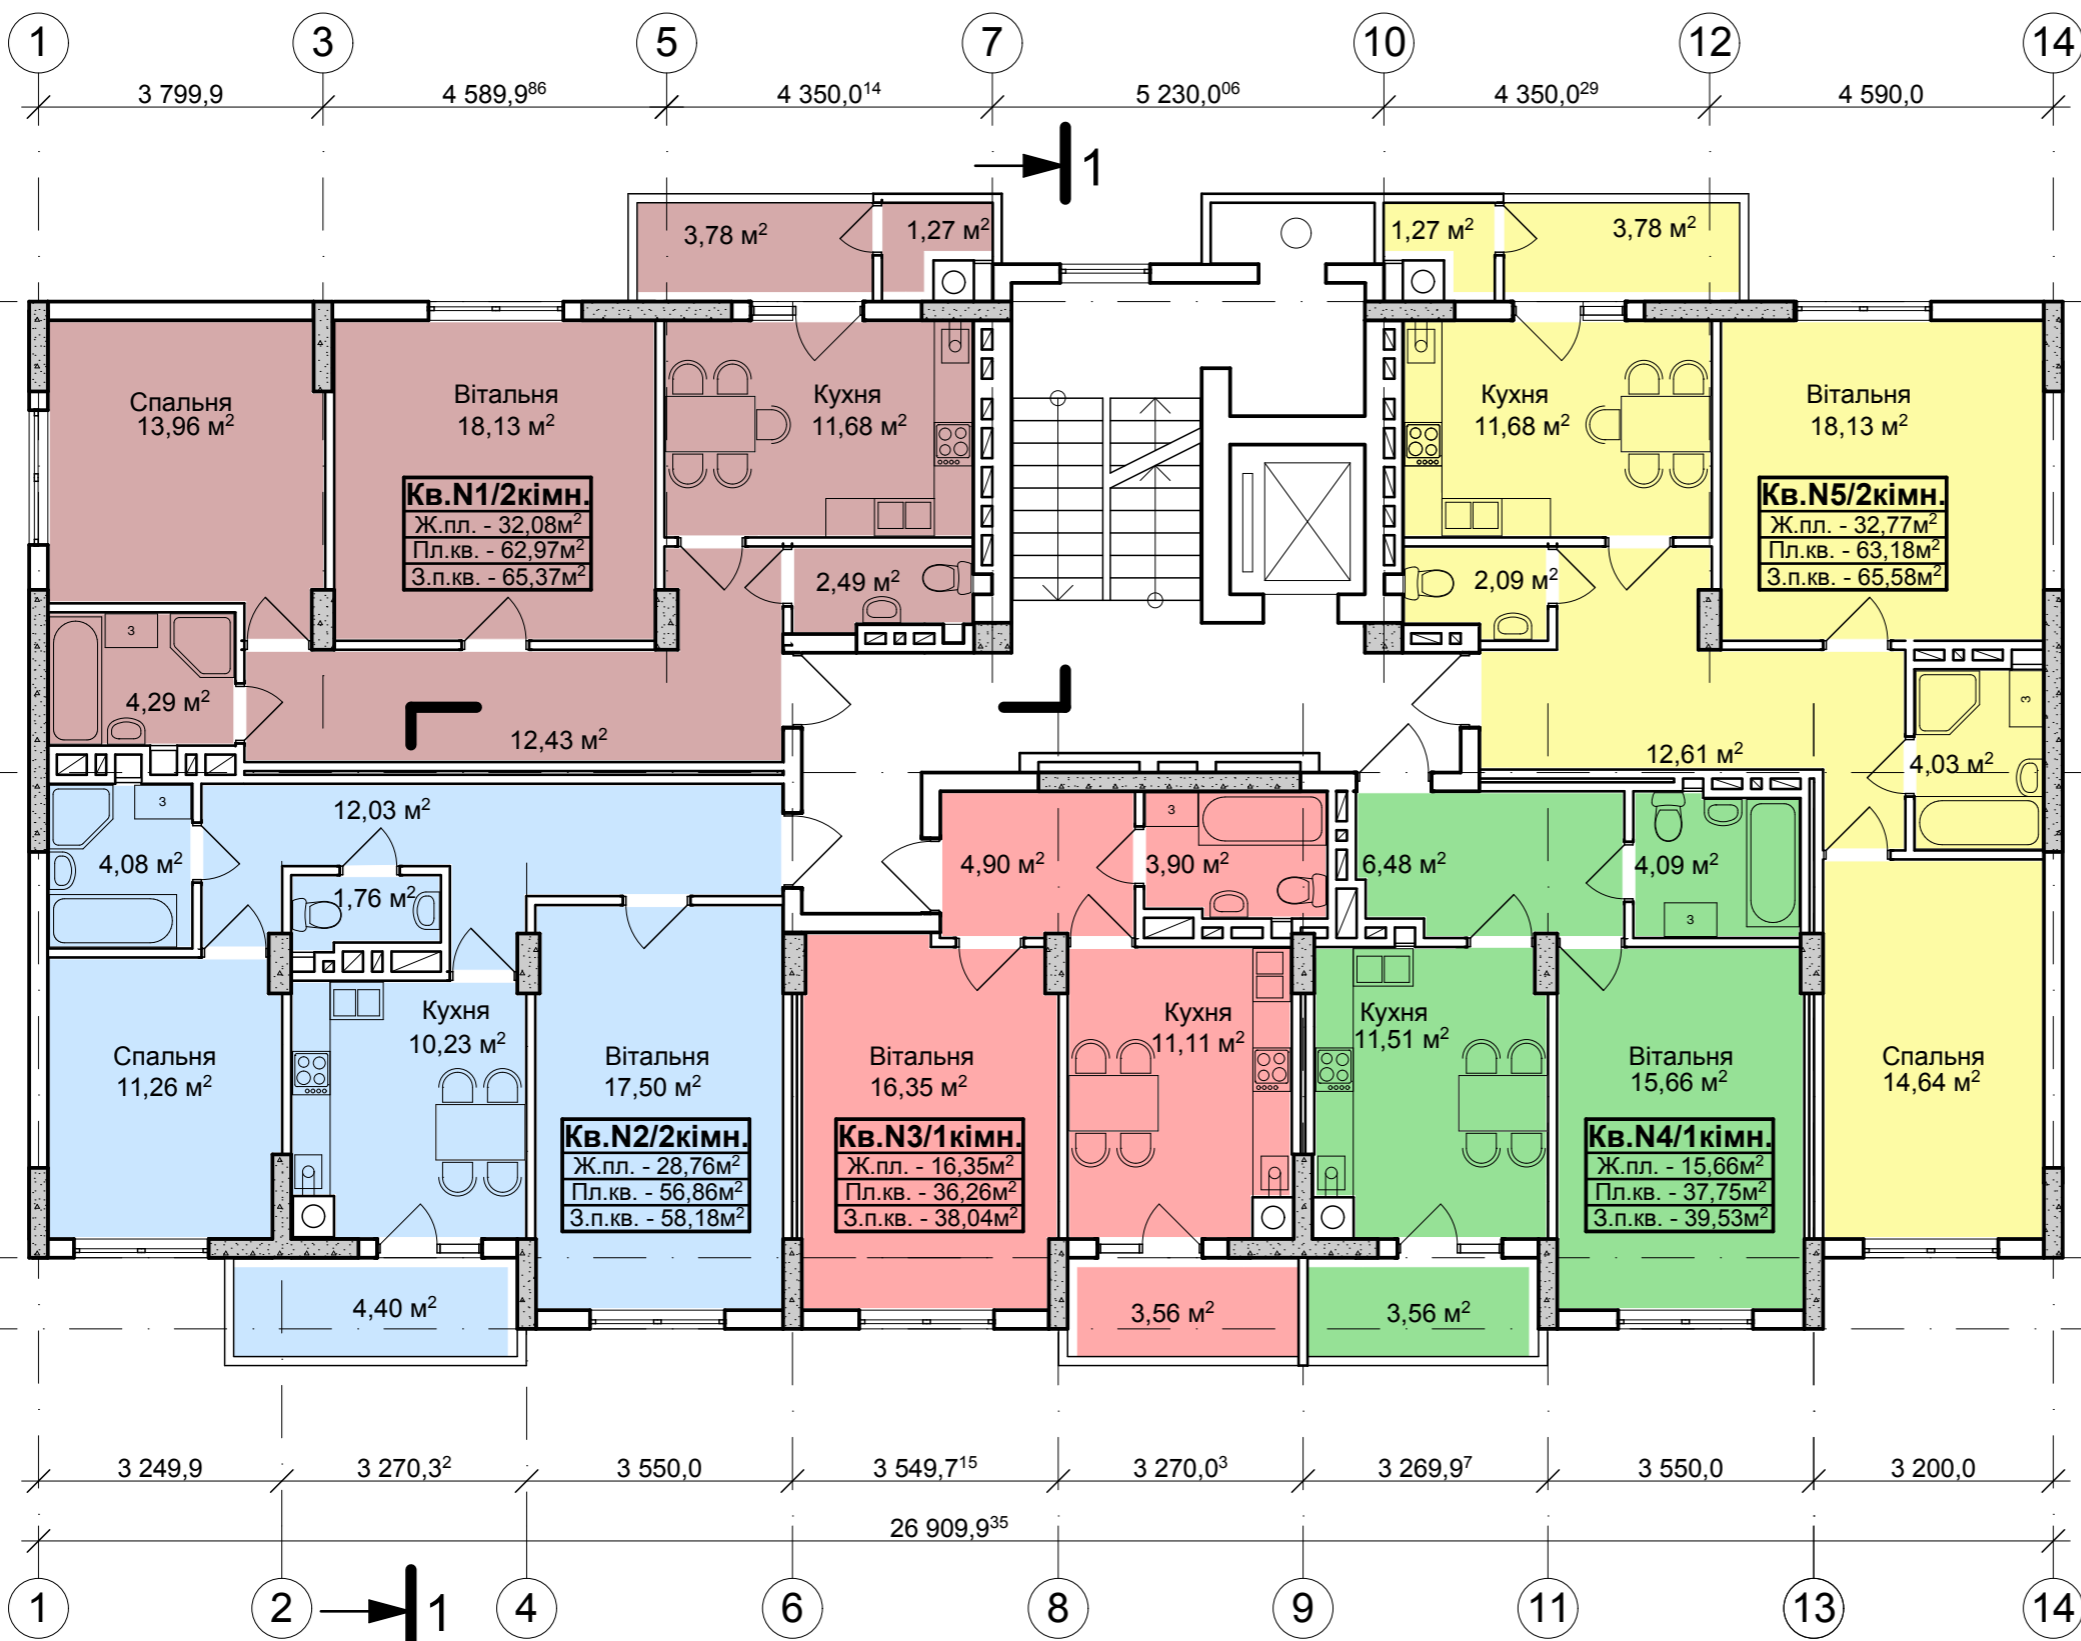 1 3 5 7 10 12 14
3 799,9 4 589,9⁸⁶ 4 350,0¹⁴ 5 230,0⁰⁶ 4 350,0²⁹ 4 590,0
1
3,78 м² 1,27 м² 1,27 м² 3,78 м²
Спальня
13,96 м²
Вітальня
18,13 м²
Кухня
11,68 м²
Кухня
11,68 м²
Вітальня
18,13 м²
Кв.N1/2кімн.
Ж.пл. - 32,08м²
Пл.кв. - 62,97м²
З.п.кв. - 65,37м²
Кв.N5/2кімн.
Ж.пл. - 32,77м²
Пл.кв. - 63,18м²
З.п.кв. - 65,58м²
2,49 м² 2,09 м²
З
4,29 м²
12,43 м²
12,61 м²
З
4,03 м²
З
4,08 м²
12,03 м²
1,76 м²
4,90 м²
З
3,90 м²
6,48 м²
4,09 м²
З
Спальня
11,26 м²
Кухня
10,23 м²
Вітальня
17,50 м²
Вітальня
16,35 м²
Кухня
11,11 м²
Кухня
11,51 м²
Вітальня
15,66 м²
Спальня
14,64 м²
Кв.N2/2кімн.
Ж.пл. - 28,76м²
Пл.кв. - 56,86м²
З.п.кв. - 58,18м²
Кв.N3/1кімн.
Ж.пл. - 16,35м²
Пл.кв. - 36,26м²
З.п.кв. - 38,04м²
Кв.N4/1кімн.
Ж.пл. - 15,66м²
Пл.кв. - 37,75м²
З.п.кв. - 39,53м²
4,40 м² 3,56 м² 3,56 м²
3 249,9 3 270,3² 3 550,0 3 549,7¹⁵ 3 270,0³ 3 269,9⁷ 3 550,0 3 200,0
26 909,9³⁵
1 2 4 6 8 9 11 13 14
1